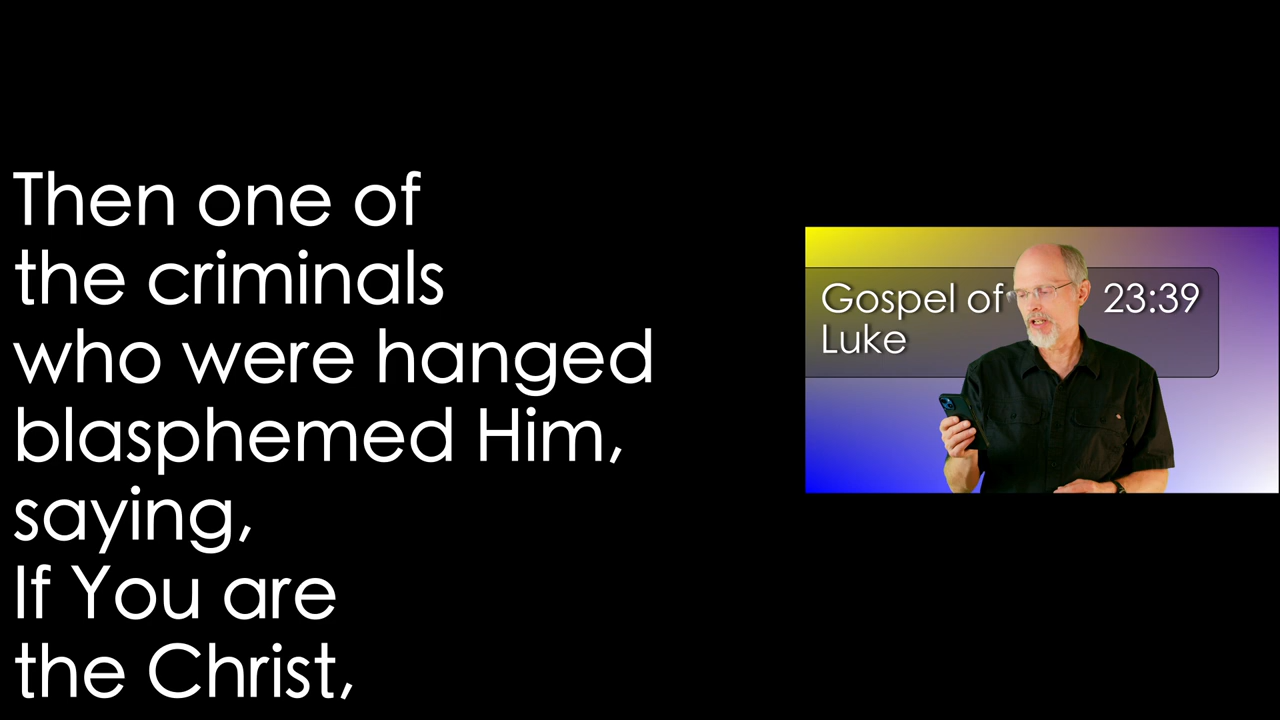 Then one of
the criminals
who were hanged
blasphemed Him,
saying,
If You are
the Christ,
Gospel of 23:39
Luke